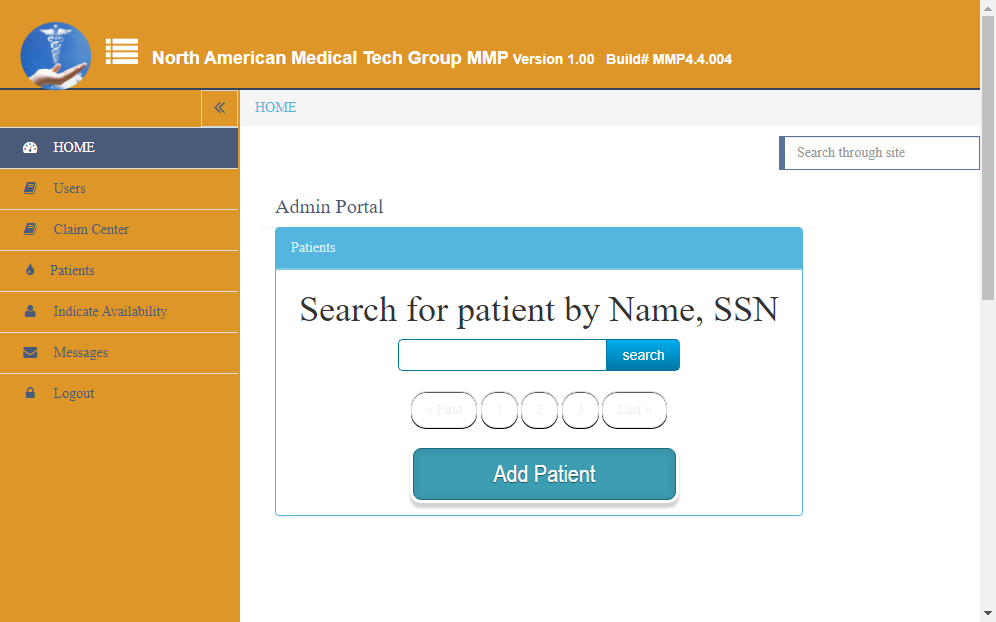 North American Medical Tech Group MMP Version 1.00 Build# MMP4.4.004
«
HOME
HOME
Search through site
Users
Claim Center
Patients
Indicate Availability
Messages
Logout
Admin Portal
Patients
Search for patient by Name, SSN
search
« First 1 2 3 Last »
Add Patient